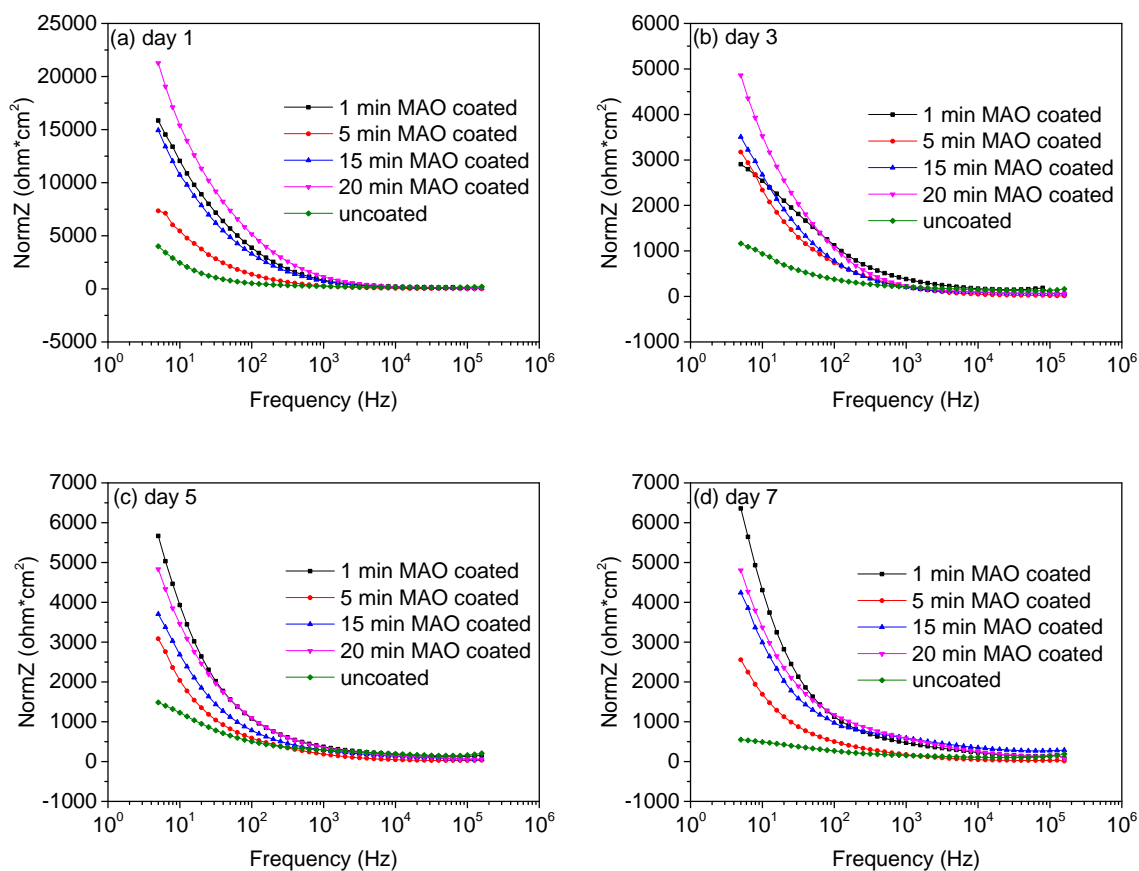 (a) day 1
NormZ (ohm*cm²)
25000
20000
15000
10000
5000
0
-5000
1 min MAO coated
5 min MAO coated
15 min MAO coated
20 min MAO coated
uncoated
10⁰ 10¹ 10² 10³ 10⁴ 10⁵ 10⁶
Frequency (Hz)
(b) day 3
NormZ (ohm*cm²)
6000
5000
4000
3000
2000
1000
0
-1000
1 min MAO coated
5 min MAO coated
15 min MAO coated
20 min MAO coated
uncoated
10⁰ 10¹ 10² 10³ 10⁴ 10⁵ 10⁶
Frequency (Hz)
(c) day 5
NormZ (ohm*cm²)
7000
6000
5000
4000
3000
2000
1000
0
-1000
1 min MAO coated
5 min MAO coated
15 min MAO coated
20 min MAO coated
uncoated
10⁰ 10¹ 10² 10³ 10⁴ 10⁵ 10⁶
Frequency (Hz)
(d) day 7
NormZ (ohm*cm²)
7000
6000
5000
4000
3000
2000
1000
0
-1000
1 min MAO coated
5 min MAO coated
15 min MAO coated
20 min MAO coated
uncoated
10⁰ 10¹ 10² 10³ 10⁴ 10⁵ 10⁶
Frequency (Hz)